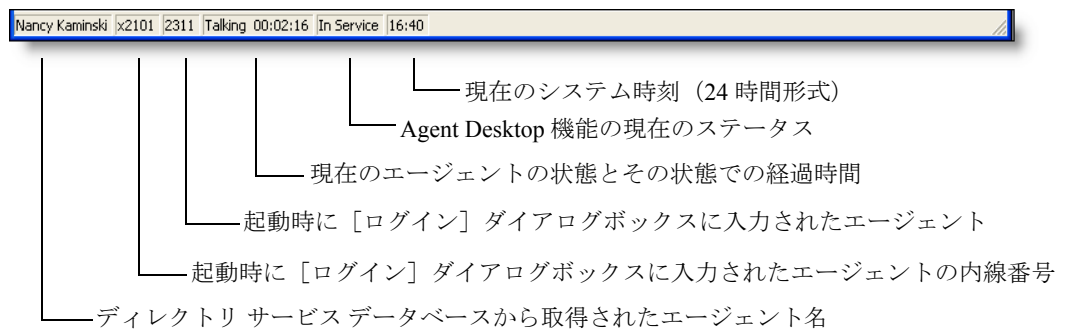 Nancy Kaminski x2101 2311 Talking 00:02:16 In Service 16:40
現在のシステム時刻（24 時間形式）
Agent Desktop 機能の現在のステータス
現在のエージェントの状態とその状態での経過時間
起動時に［ログイン］ダイアログボックスに入力されたエージェント
起動時に［ログイン］ダイアログボックスに入力されたエージェントの内線番号
ディレクトリ サービス データベースから取得されたエージェント名